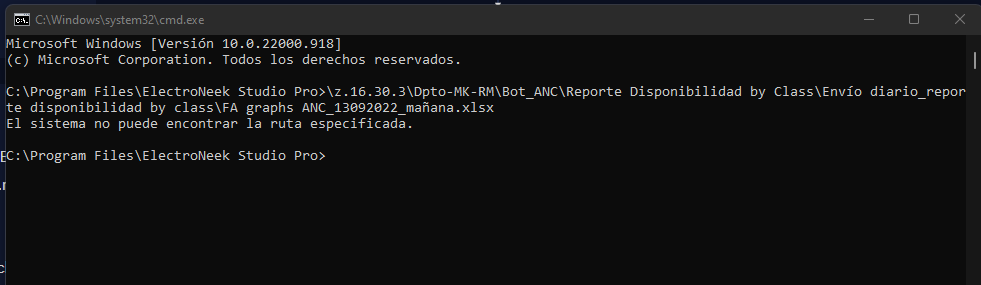 C:\Windows\system32\cmd.exe
Microsoft Windows [Versión 10.0.22000.918]
(c) Microsoft Corporation. Todos los derechos reservados.
C:\Program Files\ElectroNeek Studio Pro>\z.16.30.3\Dpto-MK-RM\Bot_ANC\Reporte Disponibilidad by Class\Envío diario_repor
te disponibilidad by class\FA graphs ANC_13092022_mañana.xlsx
El sistema no puede encontrar la ruta especificada.
C:\Program Files\ElectroNeek Studio Pro>